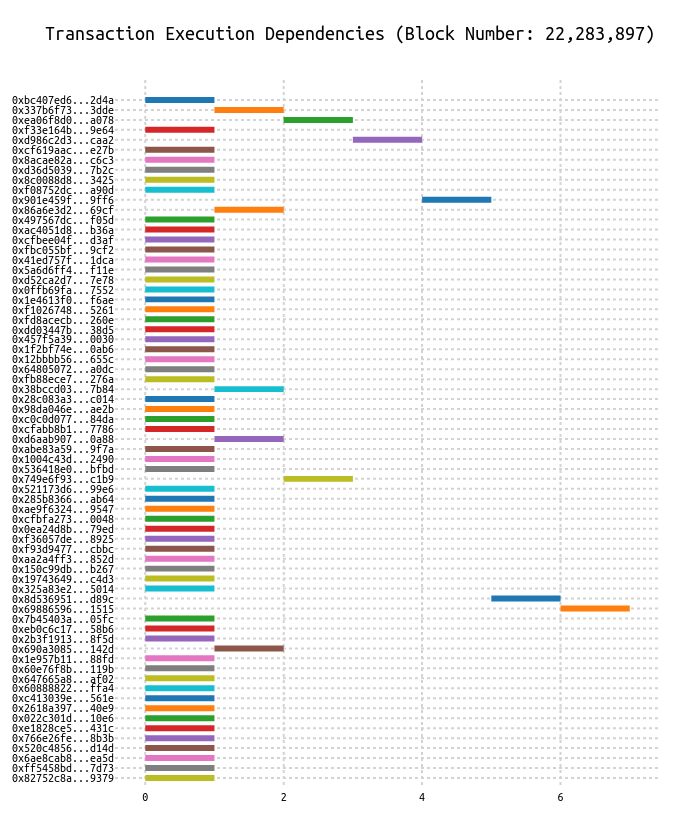 Transaction Execution Dependencies (Block Number: 22,283,897)
0xbc407ed6...2d4a
0x337b6f73...3dde
0xea06f8d0...a078
0xf33e164b...9e64
0xd986c2d3...caa2
0xcf619aac...e27b
0x8acae82a...c6c3
0xd36d5039...7b2c
0x8c0088d8...3425
0xf08752dc...a90d
0x901e459f...9ff6
0x86a6e3d2...69cf
0x497567dc...f05d
0xac4051d8...b36a
0xcfbee04f...d3af
0xfbc055bf...9cf2
0x41ed757f...1dca
0x5a6d6ff4...f11e
0xd52ca2d7...7e78
0x0ffb69fa...7552
0x1e4613f0...f6ae
0xf1026748...5261
0xfd8acecb...260e
0xdd03447b...38d5
0x457f5a39...0030
0x1f2bf74e...0ab6
0x12bbbb56...655c
0x64805072...a0dc
0xfb88ece7...276a
0x38bccd03...7b84
0x28c083a3...c014
0x98da046e...ae2b
0xc0c0d077...84da
0xcfabb8b1...7786
0xd6aab907...0a88
0xabe83a59...9f7a
0x1004c43d...2490
0x536418e0...bfbd
0x749e6f93...c1b9
0x521173d6...99e6
0x285b8366...ab64
0xae9f6324...9547
0xcfbfa273...0048
0x0ea24d8b...79ed
0xf36057de...8925
0xf93d9477...cbbc
0xaa2a4ff3...852d
0x150c99db...b267
0x19743649...c4d3
0x325a83e2...5014
0x8d536951...d89c
0x69886596...1515
0x7b45403a...05fc
0xeb0c6c17...58b6
0x2b3f1913...8f5d
0x690a3085...142d
0x1e957b11...88fd
0x60e76f8b...119b
0x647665a8...af02
0x60888822...ffa4
0xc413039e...561e
0x2618a397...40e9
0x022c301d...10e6
0xe1828ce5...431c
0x766e26fe...8b3b
0x520c4856...d14d
0x6ae8cab8...ea5d
0xff5458bd...7d73
0x82752c8a...9379
0 2 4 6